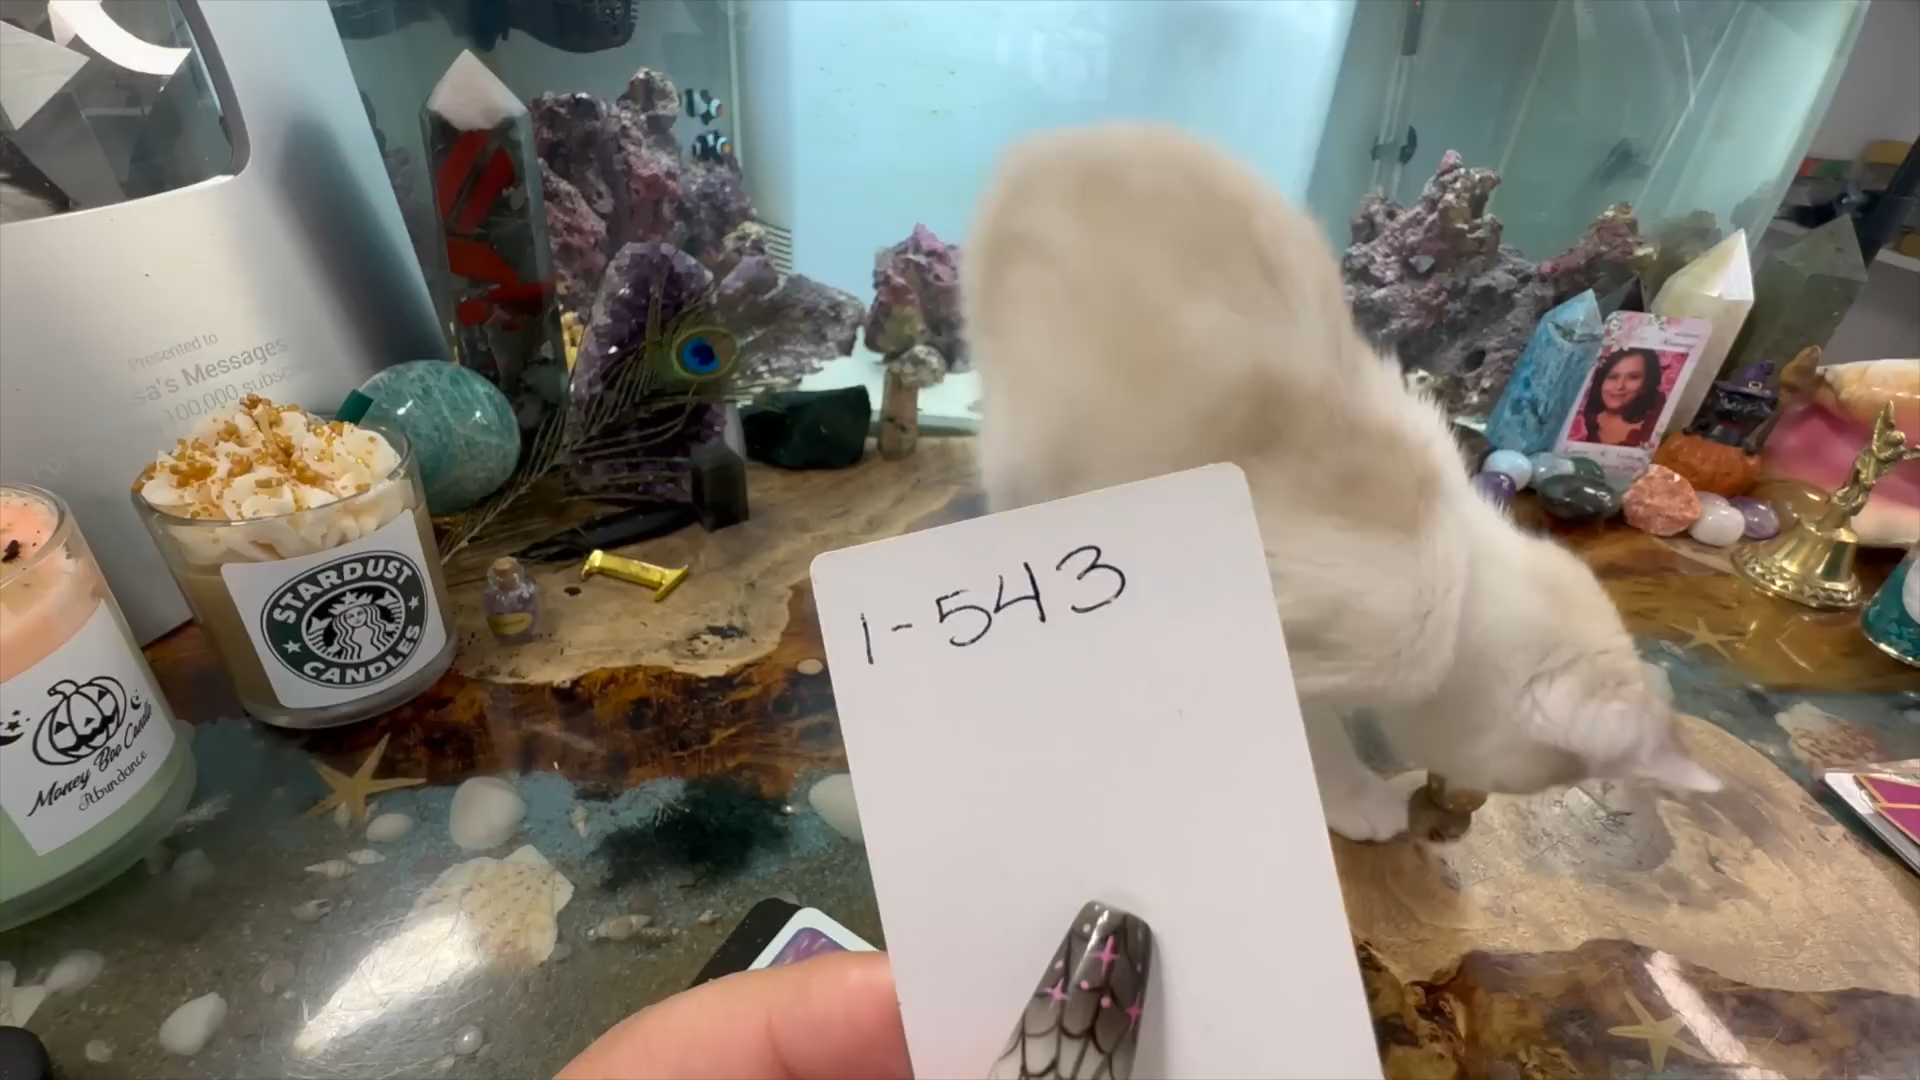 Presented to
sa's Messages
100,000 subsc
STARDUST
CANDLES
Money Boo Candle
Abundance
1-543